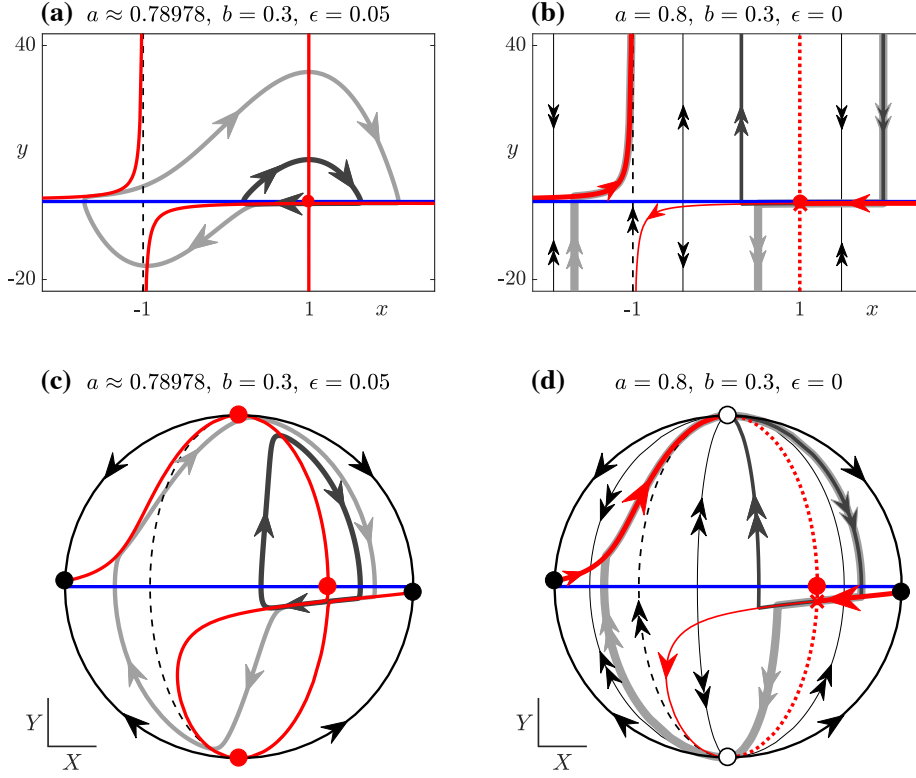 (a) a ≈ 0.78978, b = 0.3, ϵ = 0.05
40
y
-20
-1
1
x
(b) a = 0.8, b = 0.3, ϵ = 0
40
y
-20
-1
1
x
(c) a ≈ 0.78978, b = 0.3, ϵ = 0.05
Y
X
(d) a = 0.8, b = 0.3, ϵ = 0
Y
X